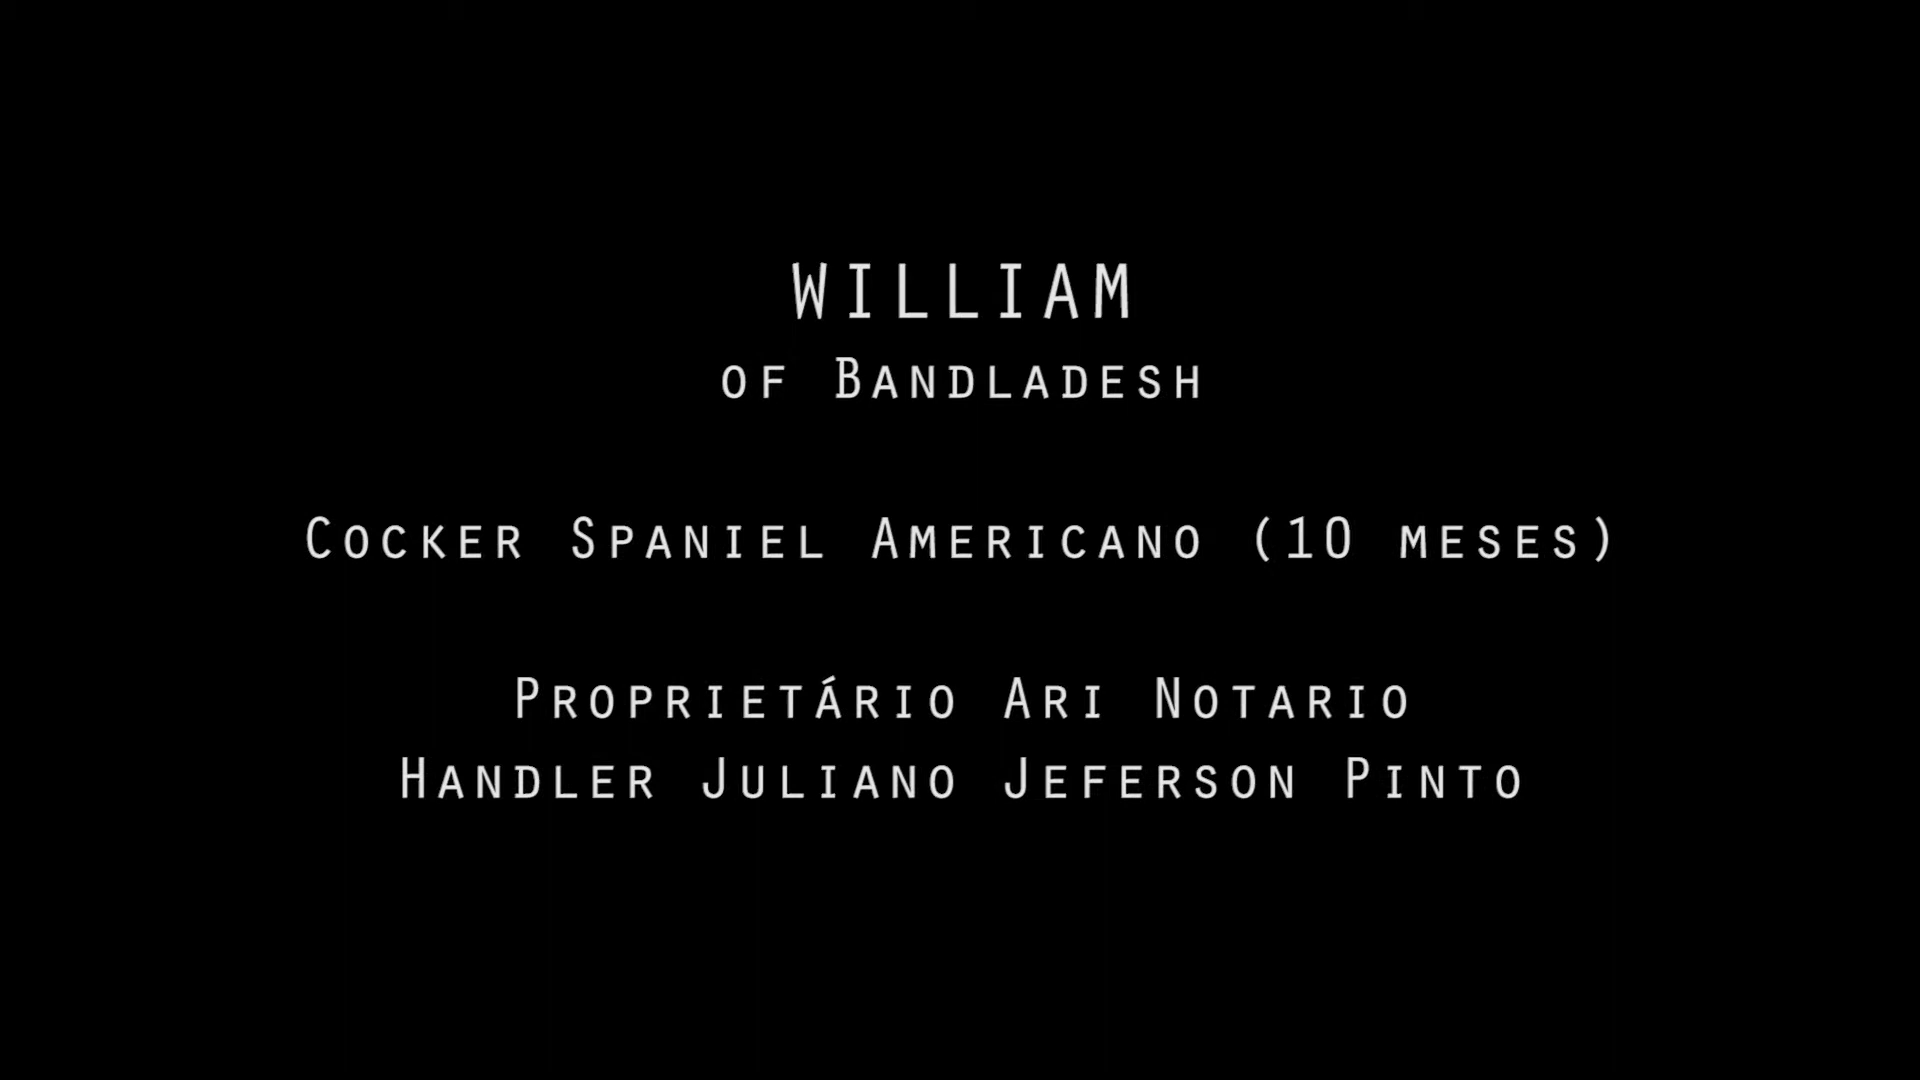 WILLIAM
OF BANDLADESH
COCKER SPANIEL AMERICANO (10 MESES)
PROPRIETÁRIO ARI NOTARIO
HANDLER JULIANO JEFERSON PINTO